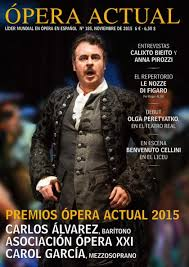 ÓPERA ACTUAL
LÍDER MUNDIAL EN ÓPERA EN ESPAÑOL Nº 185, NOVIEMBRE DE 2015
ENTREVISTAS
CALIXTO BIEITO Y
ANNA PIROZZI
EL REPERTORIO
LE NOZZE
DI FIGARO
DEBUT
OLGA PERETYATKO,
EN EL TEATRO REAL
EN ESCENA
BENVENUTO CELLINI
EN EL LICEU
PREMIOS ÓPERA ACTUAL 2015
CARLOS ÁLVAREZ, BARÍTONO
ASOCIACIÓN ÓPERA XXI
CAROL GARCÍA, MEZZOSOPRANO